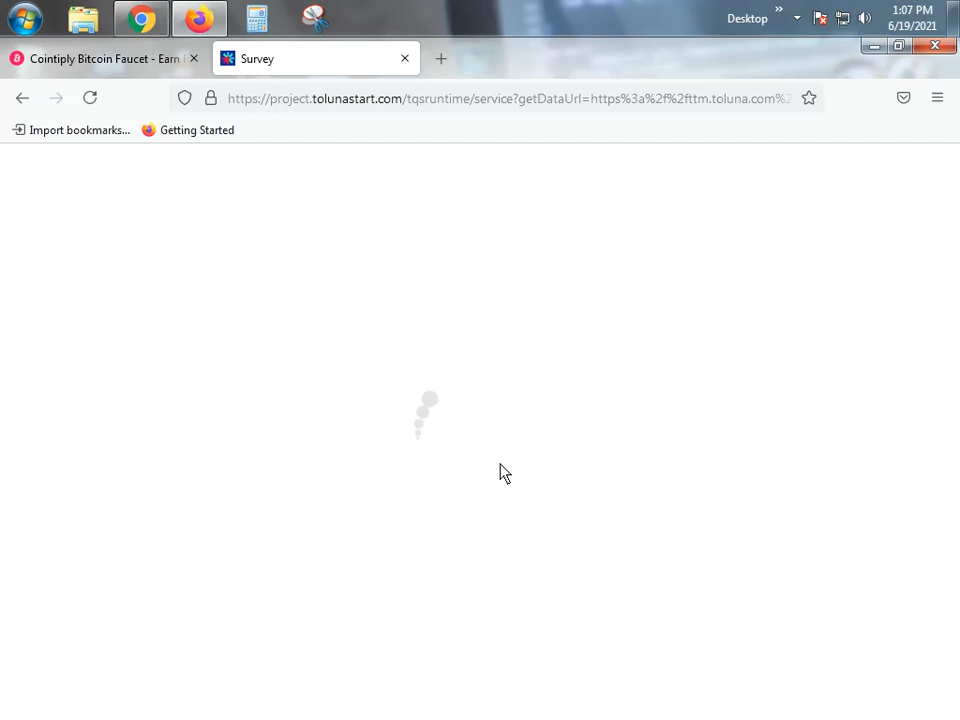 Desktop
»
1:07 PM
6/19/2021
Cointiply Bitcoin Faucet - Earn
Survey
https://project.tolunastart.com/tqsruntime/service?getDataUrl=https%3a%2f%2fttm.toluna.com%2
Import bookmarks...
Getting Started